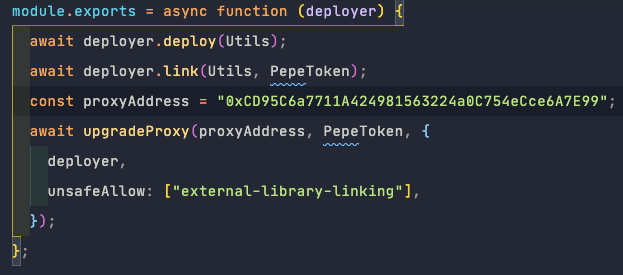 module.exports = async function (deployer) {
await deployer.deploy(Utils);
await deployer.link(Utils, PepeToken);
const proxyAddress = "0xCD95C6a7711A424981563224a0C754eCce6A7E99";
await upgradeProxy(proxyAddress, PepeToken, {
deployer,
unsafeAllow: ["external-library-linking"],
});
};